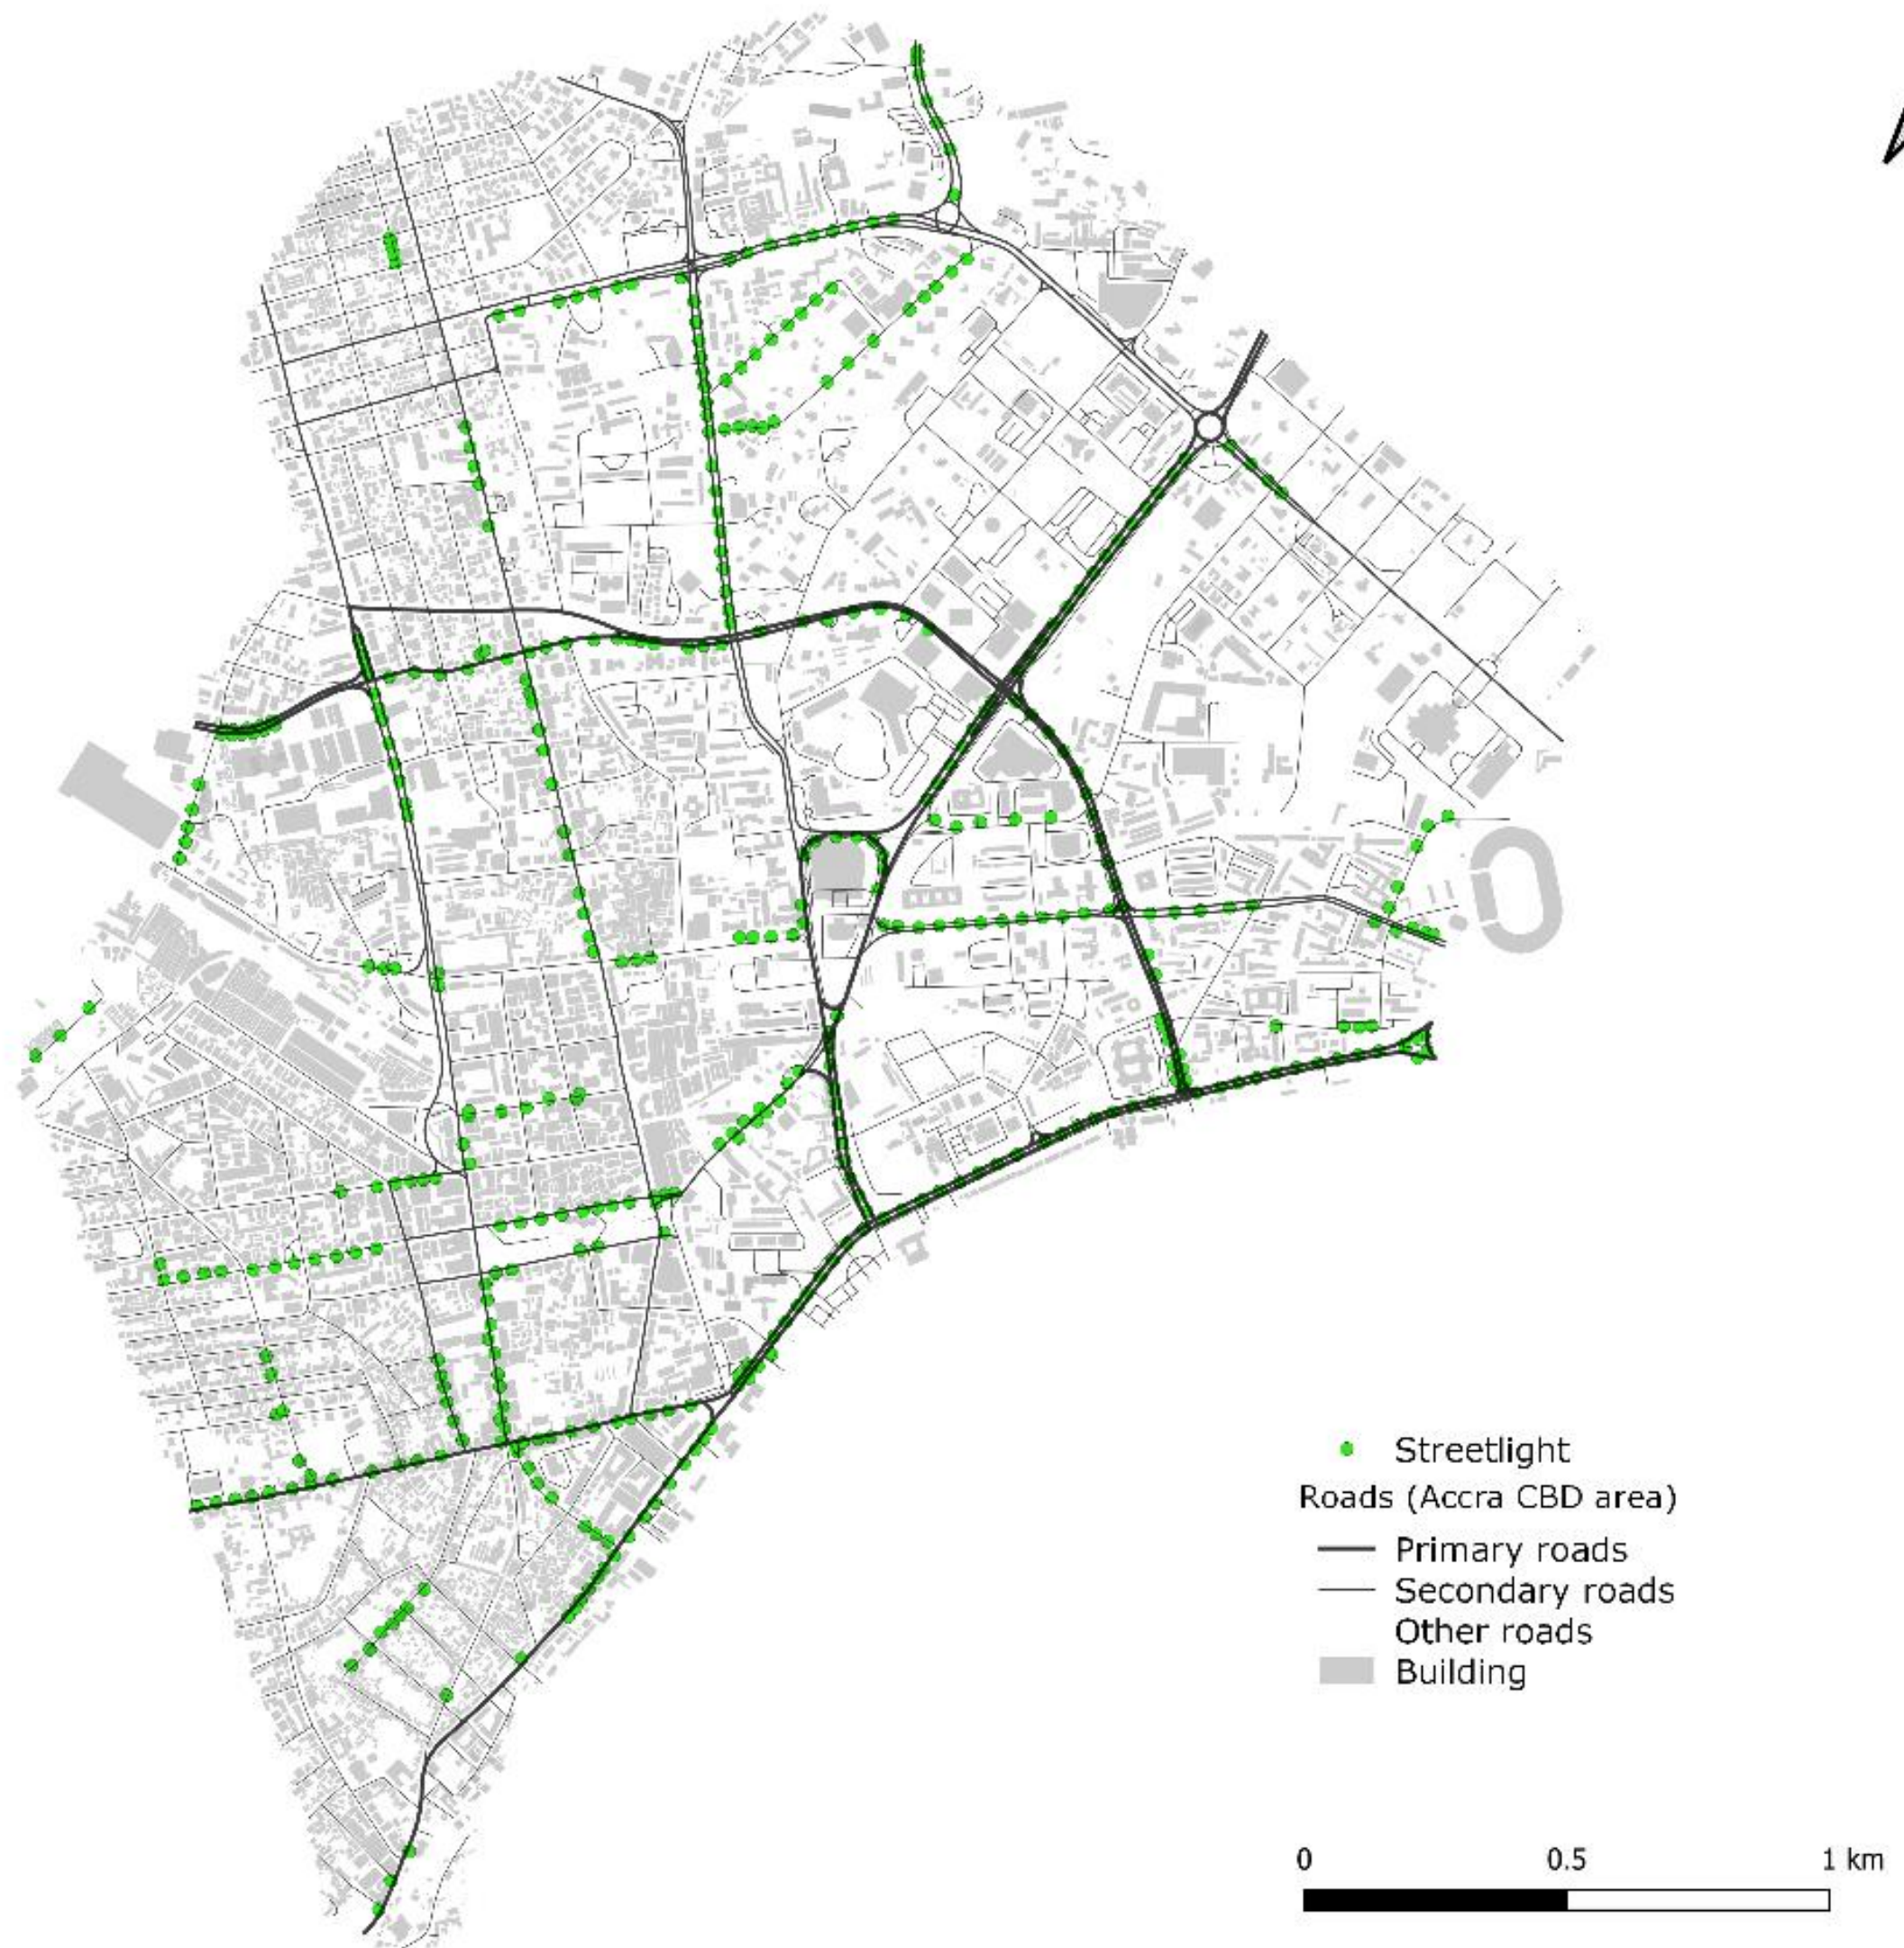 Streetlight
Roads (Accra CBD area)
Primary roads
Secondary roads
Other roads
Building
0 0.5 1 km